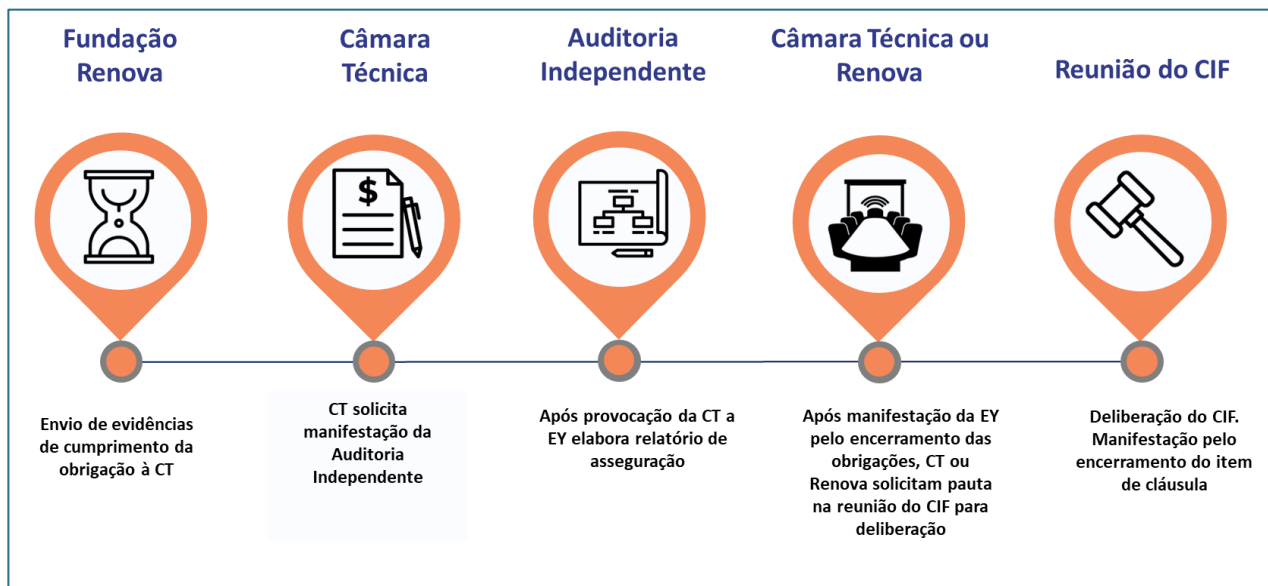 Fundação
Renova
Câmara
Técnica
Auditoria
Independente
Câmara Técnica ou
Renova
Reunião do CIF
$
Envio de evidências
de cumprimento da
obrigação à CT
CT solicita
manifestação da
Auditoria
Independente
Após provocação da CT a
EY elabora relatório de
asseguração
Após manifestação da EY
pelo encerramento das
obrigações, CT ou
Renova solicitam pauta
na reunião do CIF para
deliberação
Deliberação do CIF.
Manifestação pelo
encerramento do item
de cláusula